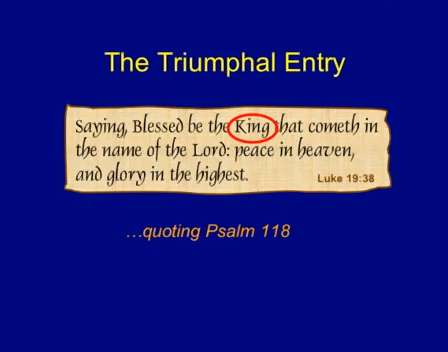 The Triumphal Entry
Saying, Blessed be the King that cometh in
the name of the Lord: peace in heaven,
and glory in the highest.
Luke 19:38
…quoting Psalm 118